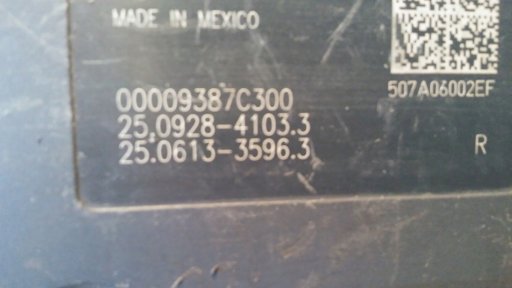 MADE IN MEXICO
507A06002EF
00009387C300
25.0928-4103.3
25.0613-3596.3
R